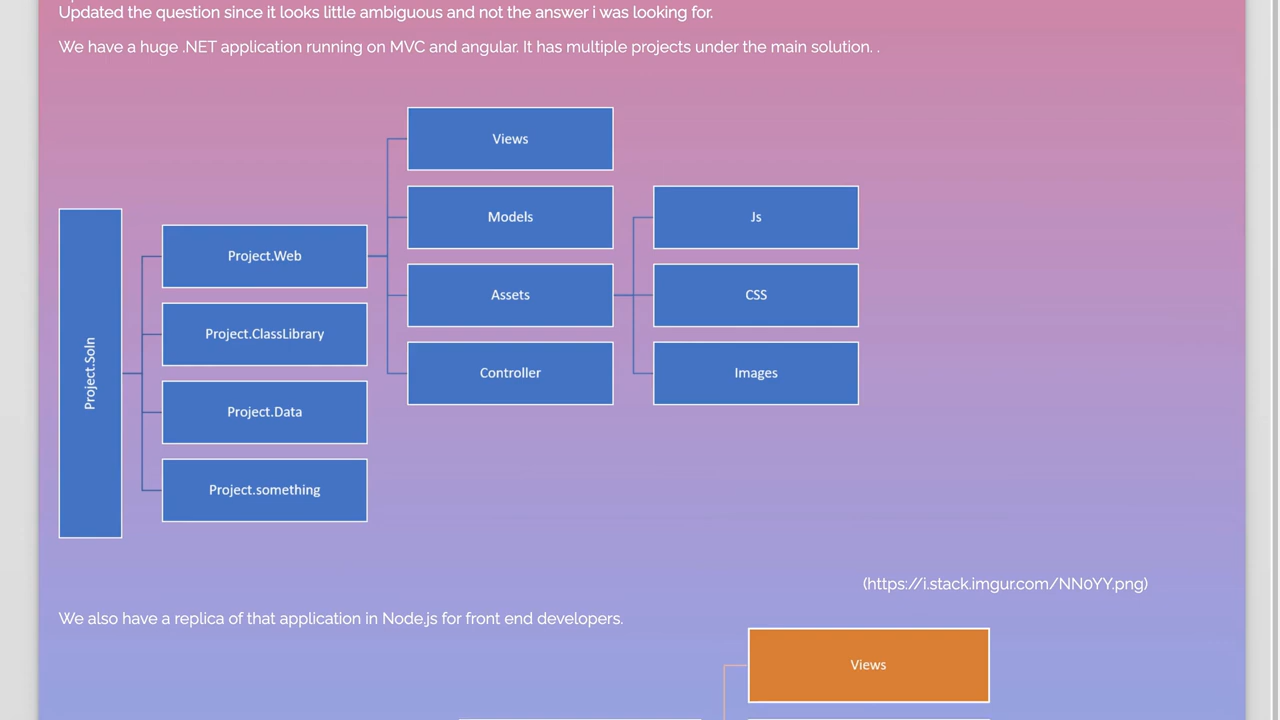 Updated the question since it looks little ambiguous and not the answer i was looking for.
We have a huge .NET application running on MVC and angular. It has multiple projects under the main solution. .
Views
Models
Js
Project.Web
Assets
CSS
Project.ClassLibrary
Project.Soln
Controller
Images
Project.Data
Project.something
(https://i.stack.imgur.com/NN0YY.png)
We also have a replica of that application in Node.js for front end developers.
Views